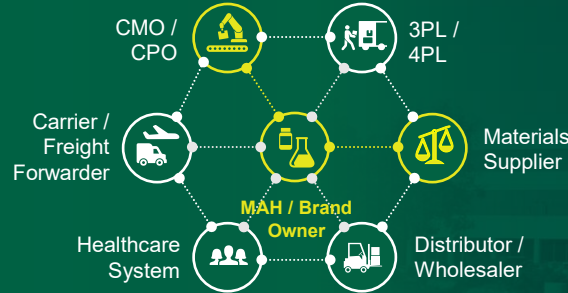 CMO /
CPO
3PL /
4PL
Carrier /
Freight
Forwarder
Materials
Supplier
MAH / Brand
Owner
Healthcare
System
Distributor /
Wholesaler